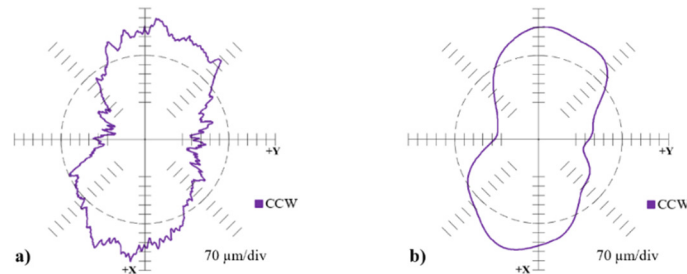 +Y
CCW
a)
70 µm/div
+X
+Y
CCW
b)
70 µm/div
+X